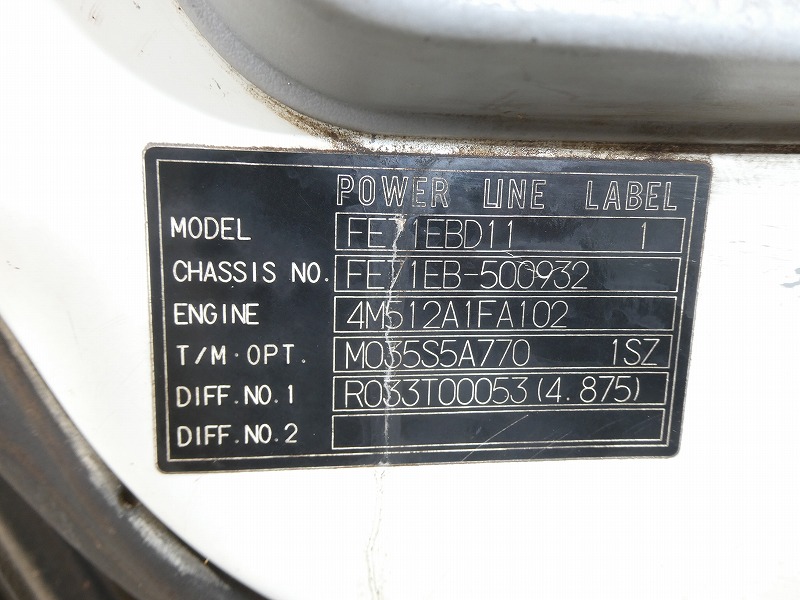 POWER LINE LABEL
MODEL FE71EBD11 1
CHASSIS NO. FE71EB-500932
ENGINE 4M512A1FA102
T/M·OPT. M035S5A770 1SZ
DIFF.NO.1 R033T00053(4.875)
DIFF.NO.2